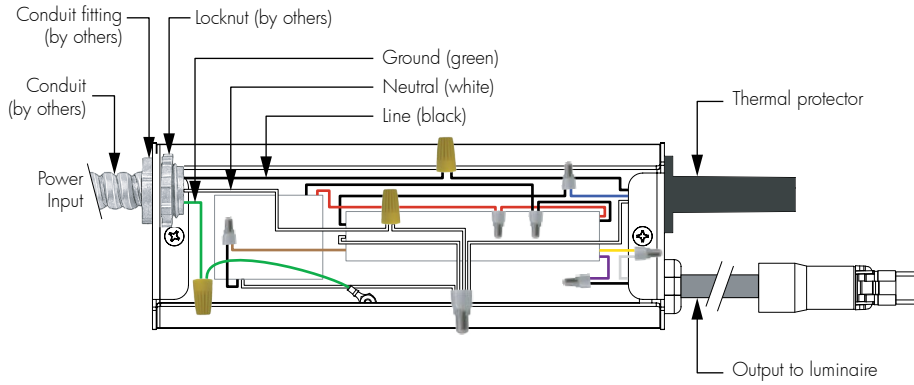 Conduit fitting
(by others)
Locknut (by others)
Conduit
(by others)
Ground (green)
Neutral (white)
Line (black)
Thermal protector
Power
Input
Output to luminaire